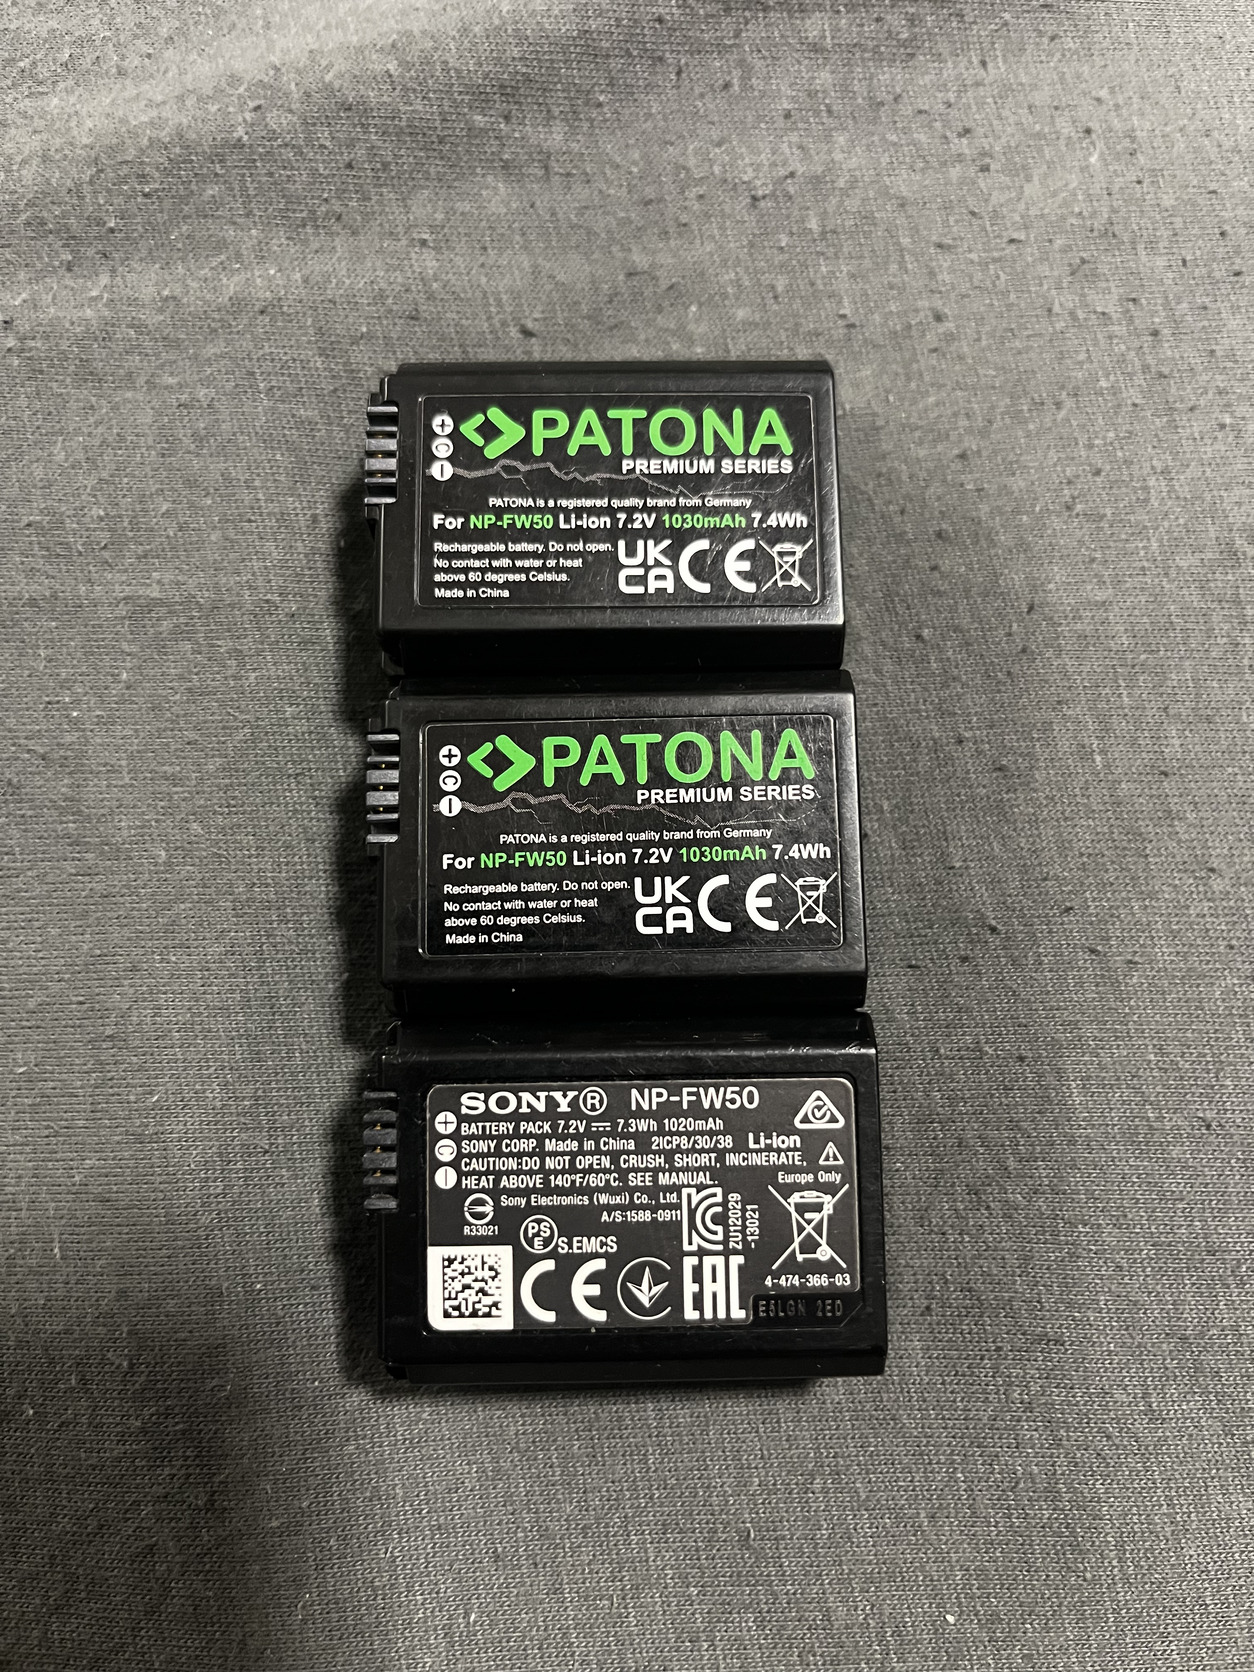 PATONA
PREMIUM SERIES
PATONA is a registered quality brand from Germany
For NP-FW50 Li-ion 7.2V 1030mAh 7.4Wh
Rechargeable battery. Do not open.
No contact with water or heat
above 60 degrees Celsius.
Made in China
UK
CA CE
+
C
−
PATONA
PREMIUM SERIES
PATONA is a registered quality brand from Germany
For NP-FW50 Li-ion 7.2V 1030mAh 7.4Wh
Rechargeable battery. Do not open.
No contact with water or heat
above 60 degrees Celsius.
Made in China
UK
CA CE
+
C
−
SONY® NP-FW50
BATTERY PACK 7.2V ⎓ 7.3Wh 1020mAh
SONY CORP. Made in China 2ICP8/30/38 Li-ion
CAUTION:DO NOT OPEN, CRUSH, SHORT, INCINERATE,
HEAT ABOVE 140°F/60°C. SEE MANUAL.
+
C
−
Europe Only
Sony Electronics (Wuxi) Co., Ltd.
A/S:1588-0911
R33021
PS
E
S.EMCS
KC
ZU12029
-13021
CE
EAC
4-474-366-03
E5LGN 2ED